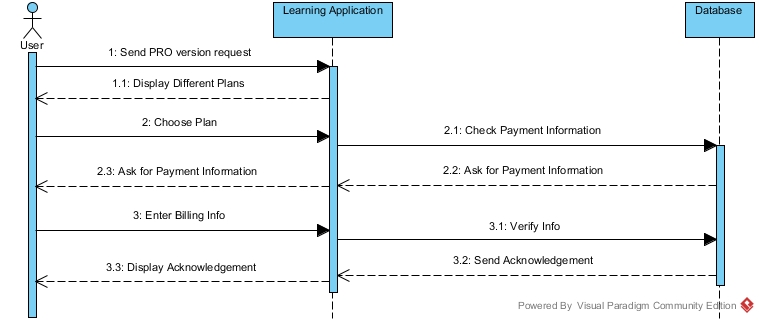 Learning Application
Database
User
1: Send PRO version request
1.1: Display Different Plans
2: Choose Plan
2.1: Check Payment Information
2.3: Ask for Payment Information
2.2: Ask for Payment Information
3: Enter Billing Info
3.1: Verify Info
3.3: Display Acknowledgement
3.2: Send Acknowledgement
Powered By Visual Paradigm Community Edition